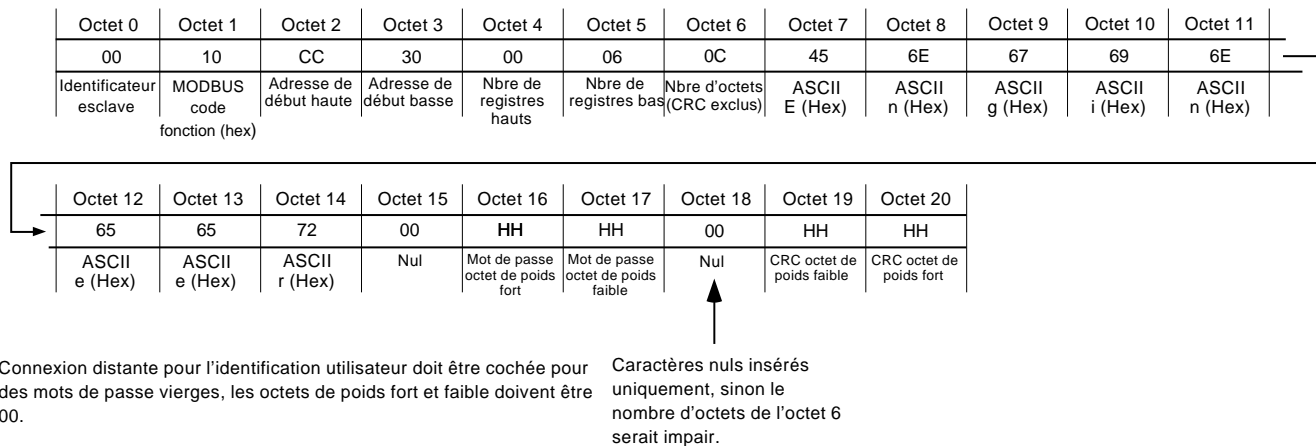 Octet 0 Octet 1 Octet 2 Octet 3 Octet 4 Octet 5 Octet 6 Octet 7 Octet 8 Octet 9 Octet 10 Octet 11
00 10 CC 30 00 06 0C 45 6E 67 69 6E
Identificateur esclave
MODBUS code fonction (hex)
Adresse de début haute
Adresse de début basse
Nbre de registres hauts
Nbre de registres bas
Nbre d'octets (CRC exclus)
ASCII E (Hex)
ASCII n (Hex)
ASCII g (Hex)
ASCII i (Hex)
ASCII n (Hex)
Octet 12 Octet 13 Octet 14 Octet 15 Octet 16 Octet 17 Octet 18 Octet 19 Octet 20
65 65 72 00 HH HH 00 HH HH
ASCII e (Hex)
ASCII e (Hex)
ASCII r (Hex)
Nul
Mot de passe octet de poids fort
Mot de passe octet de poids faible
Nul
CRC octet de poids faible
CRC octet de poids fort
Connexion distante pour l'identification utilisateur doit être cochée pour
des mots de passe vierges, les octets de poids fort et faible doivent être
00.
Caractères nuls insérés
uniquement, sinon le
nombre d'octets de l'octet 6
serait impair.